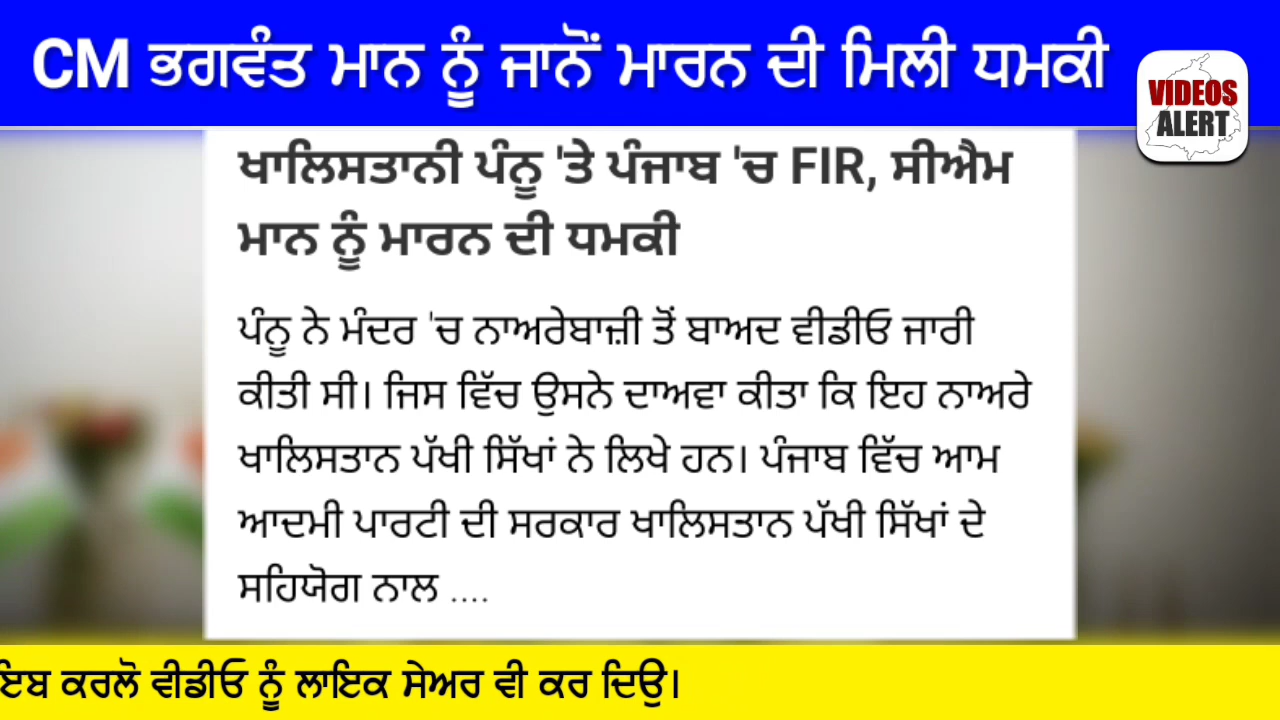 CM ਭਗਵੰਤ ਮਾਨ ਨੂੰ ਜਾਨੋਂ ਮਾਰਨ ਦੀ ਮਿਲੀ ਧਮਕੀ
VIDEOS
ALERT
ਖਾਲਿਸਤਾਨੀ ਪੰਨੂ 'ਤੇ ਪੰਜਾਬ 'ਚ FIR, ਸੀਐਮ
ਮਾਨ ਨੂੰ ਮਾਰਨ ਦੀ ਧਮਕੀ
ਪੰਨੂ ਨੇ ਮੰਦਰ 'ਚ ਨਾਅਰੇਬਾਜ਼ੀ ਤੋਂ ਬਾਅਦ ਵੀਡੀਓ ਜਾਰੀ
ਕੀਤੀ ਸੀ। ਜਿਸ ਵਿੱਚ ਉਸਨੇ ਦਾਅਵਾ ਕੀਤਾ ਕਿ ਇਹ ਨਾਅਰੇ
ਖਾਲਿਸਤਾਨ ਪੱਖੀ ਸਿੱਖਾਂ ਨੇ ਲਿਖੇ ਹਨ। ਪੰਜਾਬ ਵਿੱਚ ਆਮ
ਆਦਮੀ ਪਾਰਟੀ ਦੀ ਸਰਕਾਰ ਖਾਲਿਸਤਾਨ ਪੱਖੀ ਸਿੱਖਾਂ ਦੇ
ਸਹਿਯੋਗ ਨਾਲ ....
ਇਬ ਕਰਲੋ ਵੀਡੀਓ ਨੂੰ ਲਾਇਕ ਸੇਅਰ ਵੀ ਕਰ ਦਿਉ।